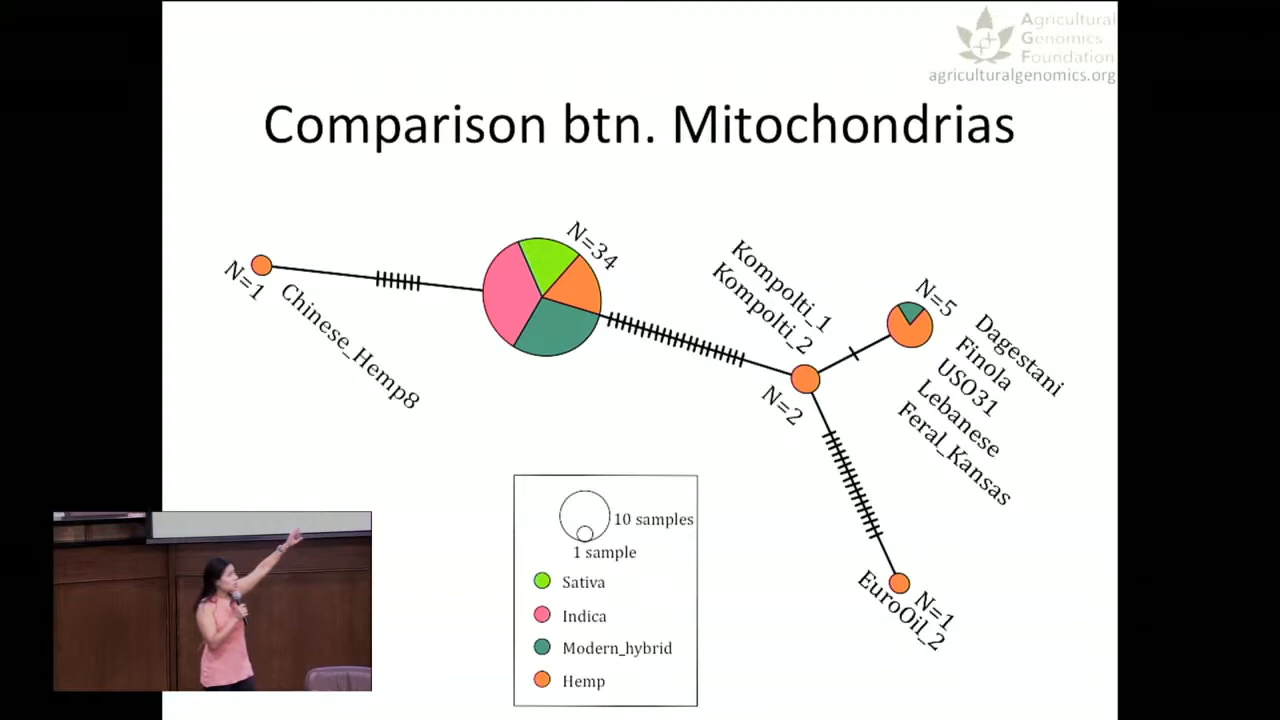 Agricultural
Genomics
Foundation
agriculturalgenomics.org
Comparison btn. Mitochondrias
N=1
Chinese_Hemp8
N=34
Kompolti_1
Kompolti_2
N=2
N=5
Dagestani
Finola
USO31
Lebanese
Feral_Kansas
N=1
EuroOil_2
10 samples
1 sample
Sativa
Indica
Modern_hybrid
Hemp